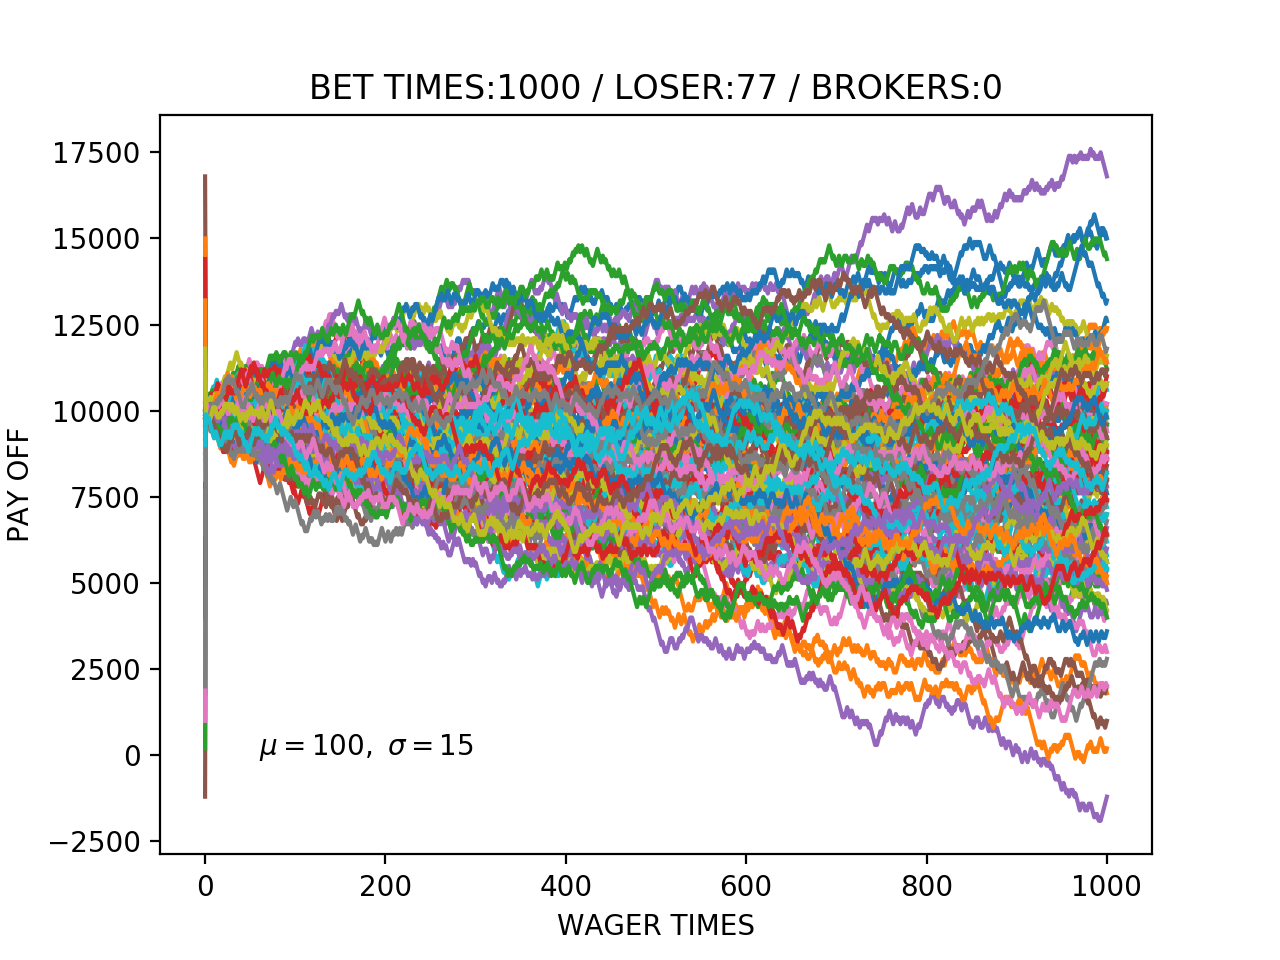 BET TIMES:1000 / LOSER:77 / BROKERS:0
17500
15000
12500
10000
7500
5000
2500
0
−2500
PAY OFF
μ = 100, σ = 15
0 200 400 600 800 1000
WAGER TIMES